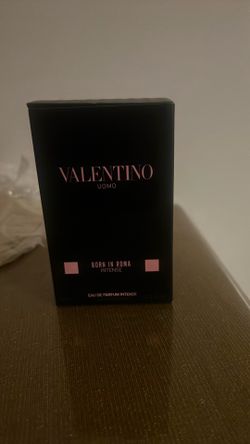 VALENTINO
UOMO
BORN IN ROMA
INTENSE
EAU DE PARFUM INTENSE